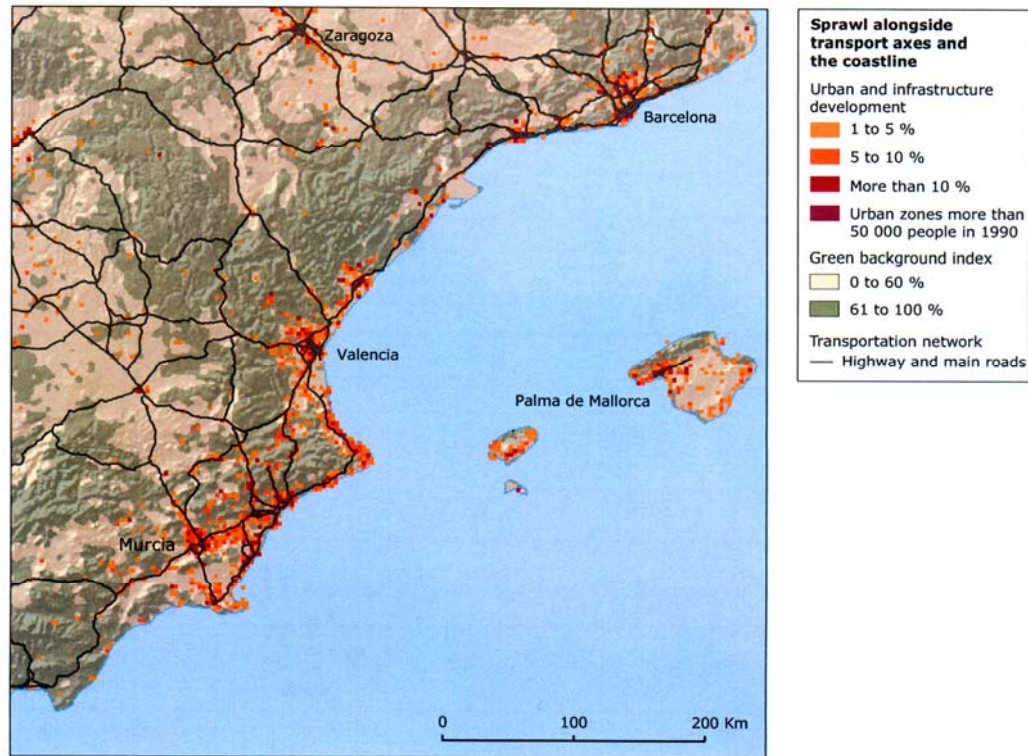 Zaragoza
Barcelona
Valencia
Palma de Mallorca
Murcia
0 100 200 Km
Sprawl alongside
transport axes and
the coastline
Urban and infrastructure
development
1 to 5 %
5 to 10 %
More than 10 %
Urban zones more than
50 000 people in 1990
Green background index
0 to 60 %
61 to 100 %
Transportation network
Highway and main roads